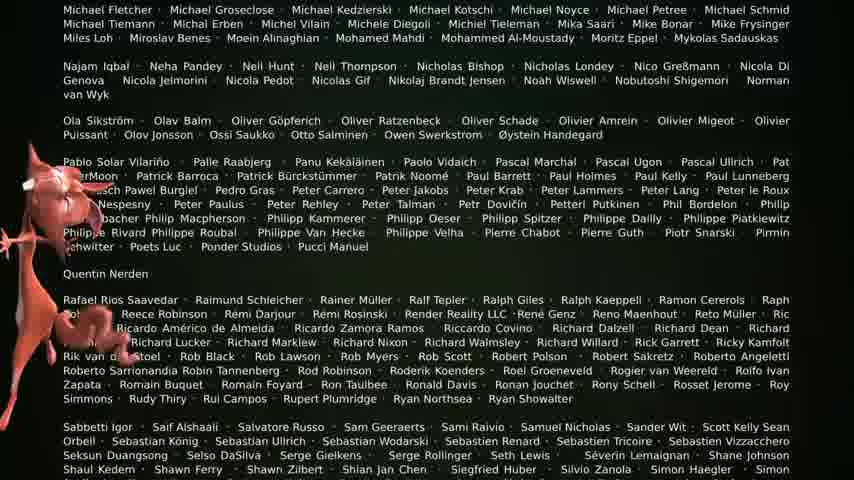 Michael Fletcher · Michael Groseclose · Michael Kedzierski · Michael Kotschi · Michael Noyce · Michael Petree · Michael Schmid
Michael Tiemann · Michal Erben · Michel Vilain · Michele Diegoli · Michiel Tieleman · Mika Saari · Mike Bonar · Mike Frysinger
Miles Loh · Miroslav Benes · Moein Alinaghian · Mohamed Mahdi · Mohammed Al-Moustady · Moritz Eppel · Mykolas Sadauskas
Najam Iqbal · Neha Pandey · Neil Hunt · Neil Thompson · Nicholas Bishop · Nicholas Londey · Nico Greßmann · Nicola Di
Genova · Nicola Jelmorini · Nicola Pedot · Nicolas Gif · Nikolaj Brandt Jensen · Noah Wiswell · Nobutoshi Shigemori · Norman
van Wyk
Ola Sikström · Olav Balm · Oliver Göpferich · Oliver Ratzenbeck · Oliver Schade · Olivier Amrein · Olivier Migeot · Olivier
Puissant · Olov Jonsson · Ossi Saukko · Otto Salminen · Owen Swerkstrom · Øystein Handegard
Pablo Solar Vilariño · Palle Raabjerg · Panu Kekäläinen · Paolo Vidaich · Pascal Marchal · Pascal Ugon · Pascal Ullrich · Pat
Moon · Patrick Barroca · Patrick Bürckstümmer · Patrik Noomé · Paul Barrett · Paul Holmes · Paul Kelly · Paul Lunneberg
Pawel Burgiel · Pedro Gras · Peter Carrero · Peter Jakobs · Peter Krab · Peter Lammers · Peter Lang · Peter le Roux
Nespesny · Peter Paulus · Peter Rehley · Peter Talman · Petr Dovičín · Petteri Putkinen · Phil Bordelon · Philip
bacher Philip Macpherson · Philipp Kammerer · Philipp Oeser · Philipp Spitzer · Philippe Dailly · Philippe Piatkiewitz
Philippe Rivard Philippe Roubal · Philippe Van Hecke · Philippe Velha · Pierre Chabot · Pierre Guth · Piotr Snarski · Pirmin
Poets Luc · Ponder Studios · Pucci Manuel
Quentin Nerden
Rafael Rios Saavedar · Raimund Schleicher · Rainer Müller · Ralf Tepler · Ralph Giles · Ralph Kaeppell · Ramon Cererols · Raph
Reece Robinson · Rémi Darjour · Rémi Rosinski · Render Reality LLC · René Genz · Reno Maenhout · Reto Müller · Ric
Ricardo Américo de Almeida · Ricardo Zamora Ramos · Riccardo Covino · Richard Dalzell · Richard Dean · Richard
Richard Lucker · Richard Marklew · Richard Nixon · Richard Walmsley · Richard Willard · Rick Garrett · Ricky Kamfolt
Rik van der Stoel · Rob Black · Rob Lawson · Rob Myers · Rob Scott · Robert Polson · Robert Sakretz · Roberto Angeletti
Roberto Sarrionandia Robin Tannenberg · Rod Robinson · Roderik Koenders · Roel Groeneveld · Rogier van Weereld · Rolfo Ivan
Zapata · Romain Buquet · Romain Foyard · Ron Taulbee · Ronald Davis · Ronan Jouchet · Rony Schell · Rosset Jerome · Roy
Simmons · Rudy Thiry · Rui Campos · Rupert Plumridge · Ryan Northsea · Ryan Showalter
Sabbetti Igor · Saif Alshaali · Salvatore Russo · Sam Geeraerts · Sami Raivio · Samuel Nicholas · Sander Wit · Scott Kelly Sean
Orbell · Sebastian König · Sebastian Ullrich · Sebastian Wodarski · Sebastien Renard · Sebastien Tricoire · Sebastien Vizzacchero
Seksun Duangsong · Selso DaSilva · Serge Gielkens · Serge Rollinger · Seth Lewis · Séverin Lemaignan · Shane Johnson
Shaul Kedem · Shawn Ferry · Shawn Zilbert · Shian Jan Chen · Siegfried Huber · Silvio Zanola · Simon Haegler · Simon